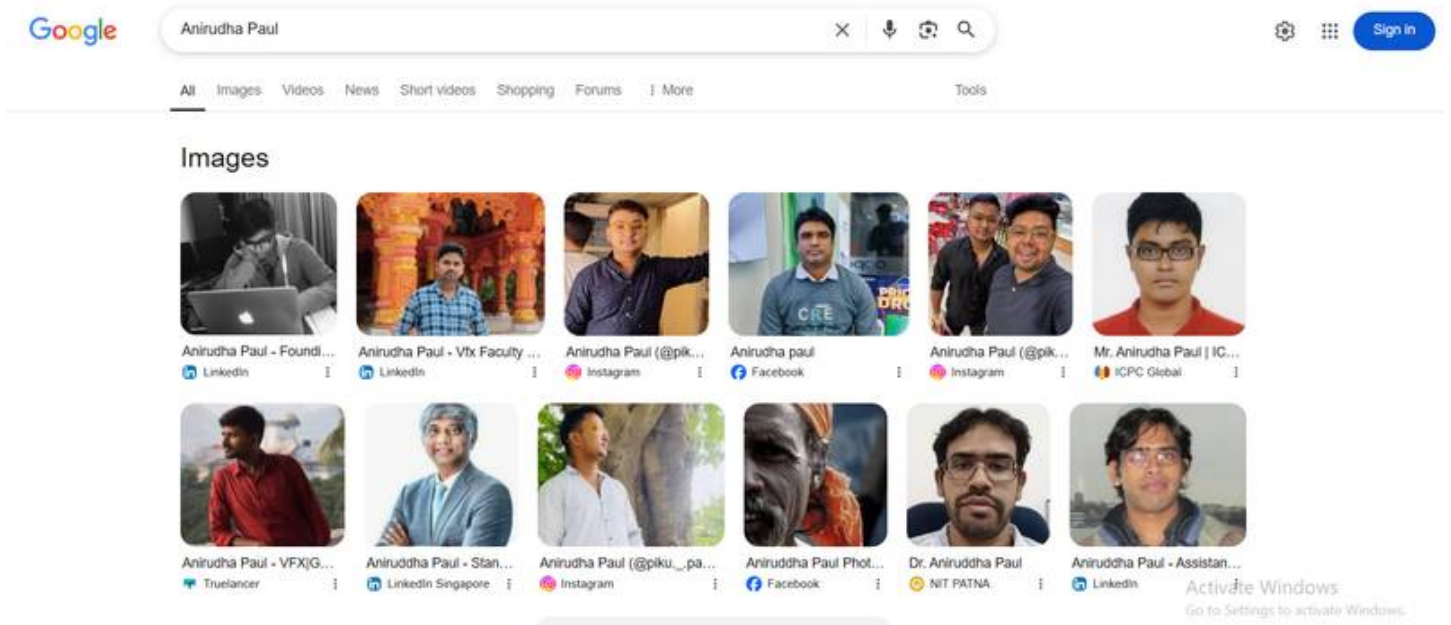 Google
Anirudha Paul
Sign in
All Images Videos News Short videos Shopping Forums More
Tools
Images
Anirudha Paul - Foundi...
LinkedIn
Anirudha Paul - Vfx Faculty ...
LinkedIn
Anirudha Paul (@pik...
Instagram
CRE
Anirudha paul
Facebook
Anirudha Paul (@pik...
Instagram
Mr. Anirudha Paul | IC...
ICPC Global
Anirudha Paul - VFX|G...
Truelancer
Aniruddha Paul - Stan...
LinkedIn Singapore
Anirudha Paul (@piku._.pa...
Instagram
Aniruddha Paul Phot...
Facebook
Dr. Aniruddha Paul
NIT PATNA
Aniruddha Paul - Assistan...
LinkedIn
Activate Windows
Go to Settings to activate Windows.